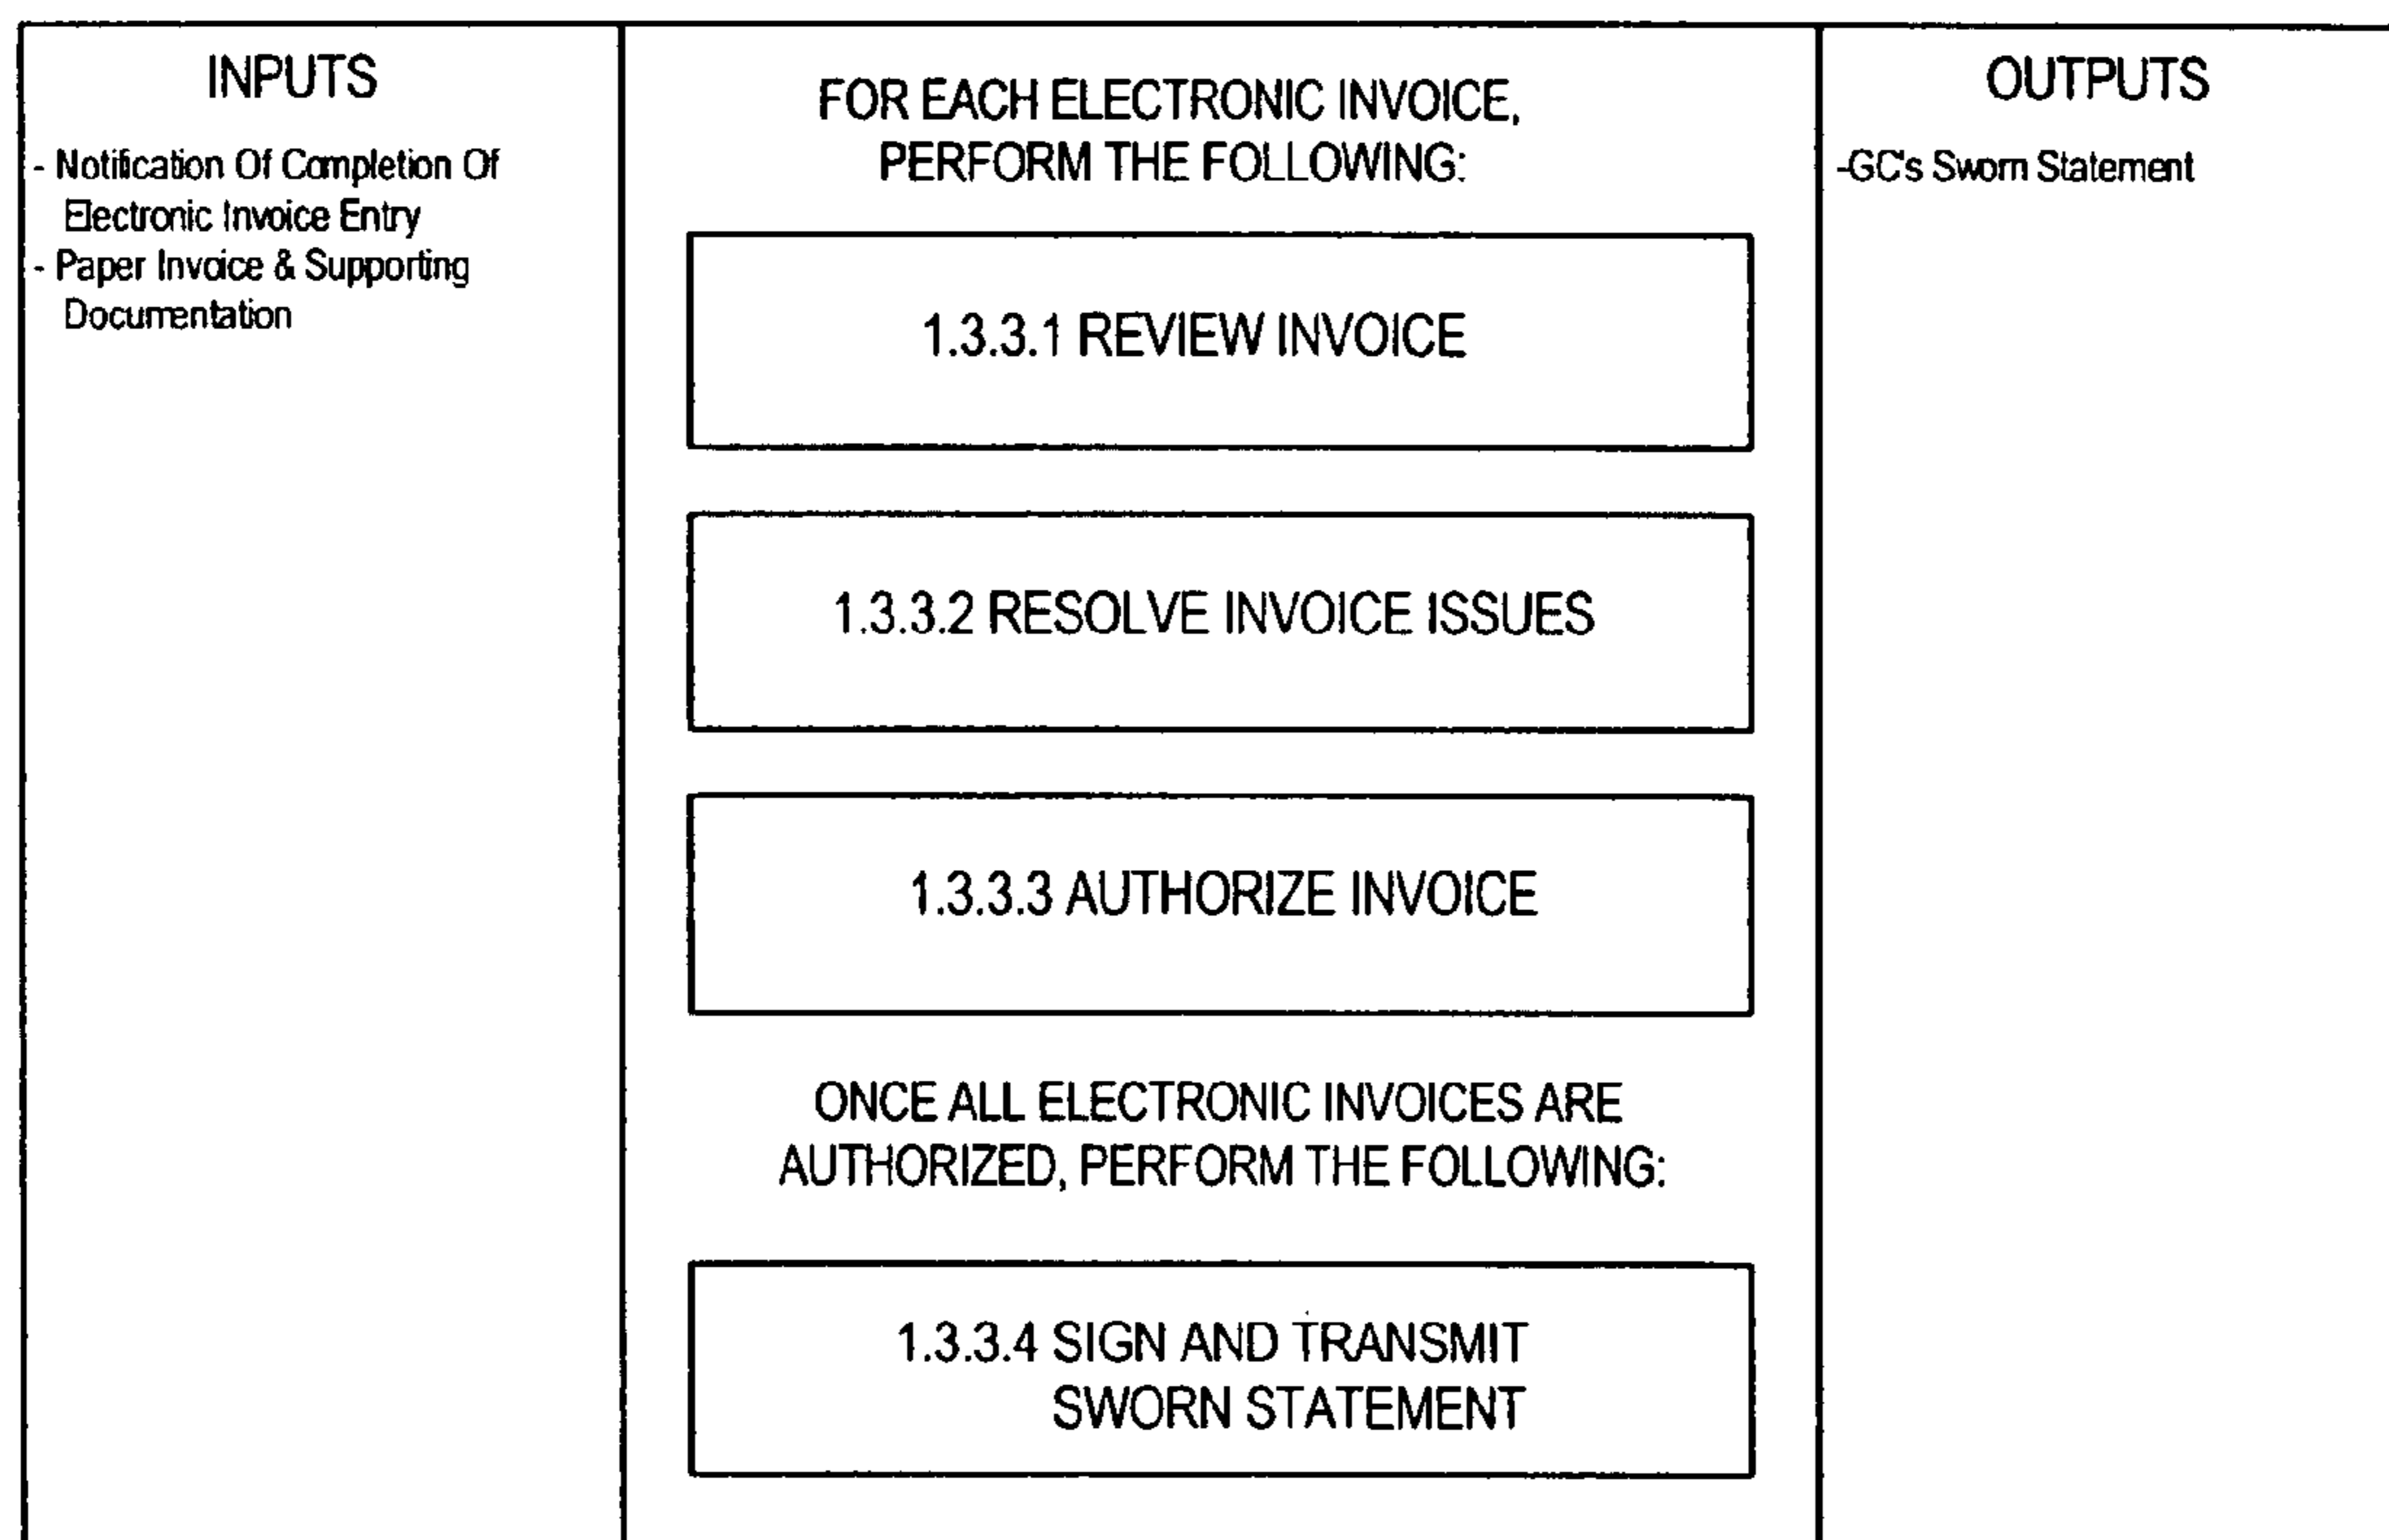 INPUTS
- Notification Of Completion Of
Electronic Invoice Entry
- Paper Invoice & Supporting
Documentation
FOR EACH ELECTRONIC INVOICE,
PERFORM THE FOLLOWING:
1.3.3.1 REVIEW INVOICE
1.3.3.2 RESOLVE INVOICE ISSUES
1.3.3.3 AUTHORIZE INVOICE
ONCE ALL ELECTRONIC INVOICES ARE
AUTHORIZED, PERFORM THE FOLLOWING:
1.3.3.4 SIGN AND TRANSMIT
SWORN STATEMENT
OUTPUTS
-GC's Sworn Statement